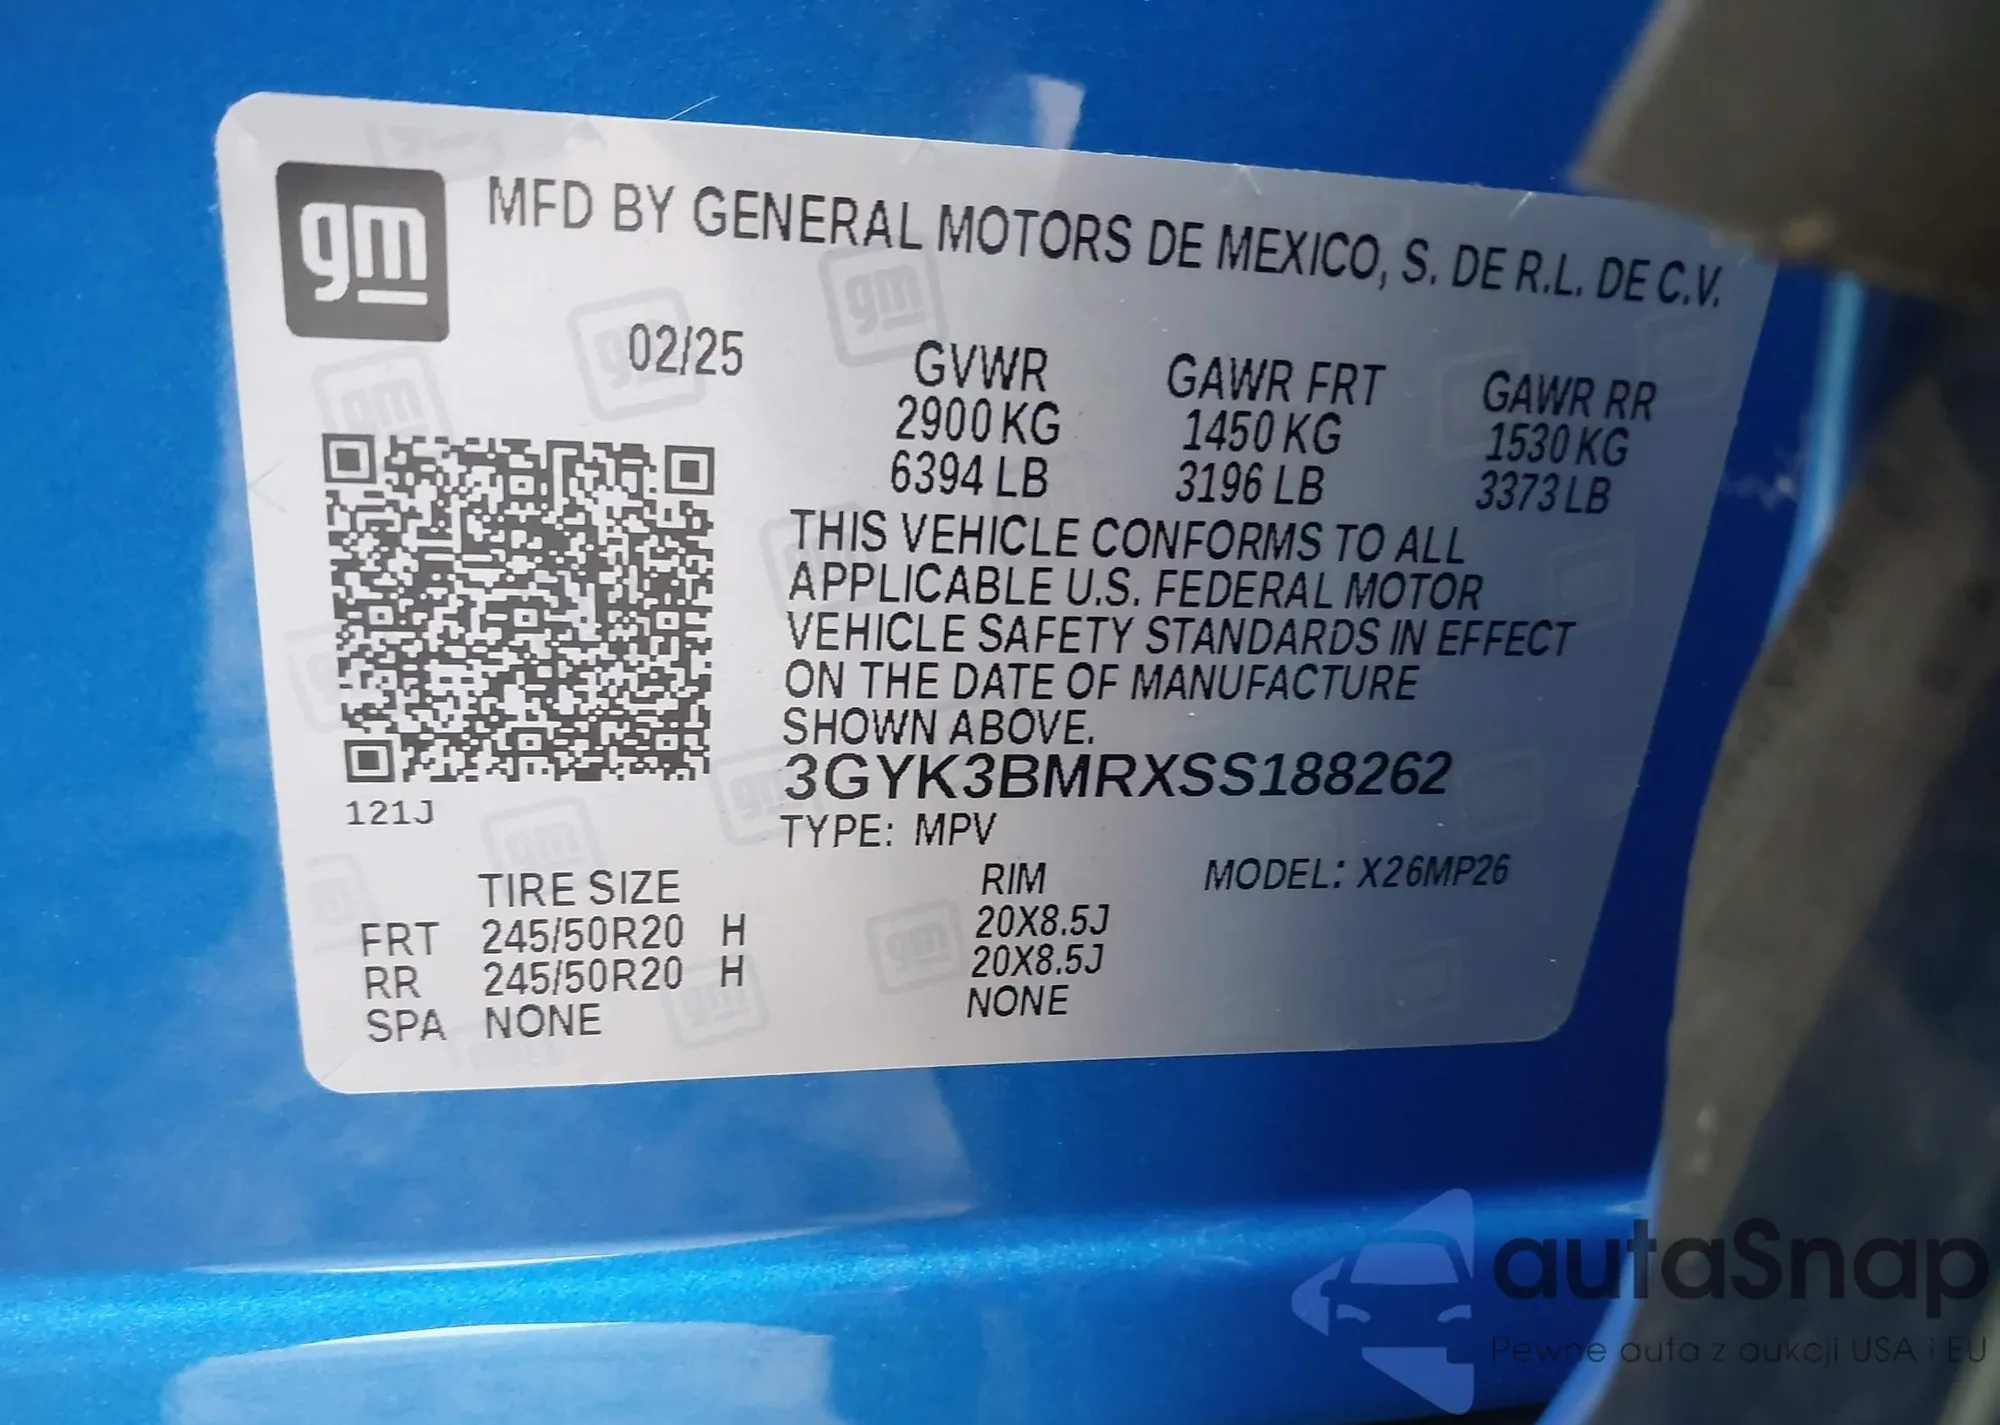 gm
MFD BY GENERAL MOTORS DE MEXICO, S. DE R.L. DE C.V.
02/25
GVWR GAWR FRT GAWR RR
2900 KG 1450 KG 1530 KG
6394 LB 3196 LB 3373 LB
THIS VEHICLE CONFORMS TO ALL
APPLICABLE U.S. FEDERAL MOTOR
VEHICLE SAFETY STANDARDS IN EFFECT
ON THE DATE OF MANUFACTURE
SHOWN ABOVE.
3GYK3BMRXSS188262
121J
TYPE: MPV
TIRE SIZE RIM MODEL: X26MP26
FRT 245/50R20 H 20X8.5J
RR 245/50R20 H 20X8.5J
SPA NONE NONE
autaSnap
Pewne auta z aukcji USA i EU